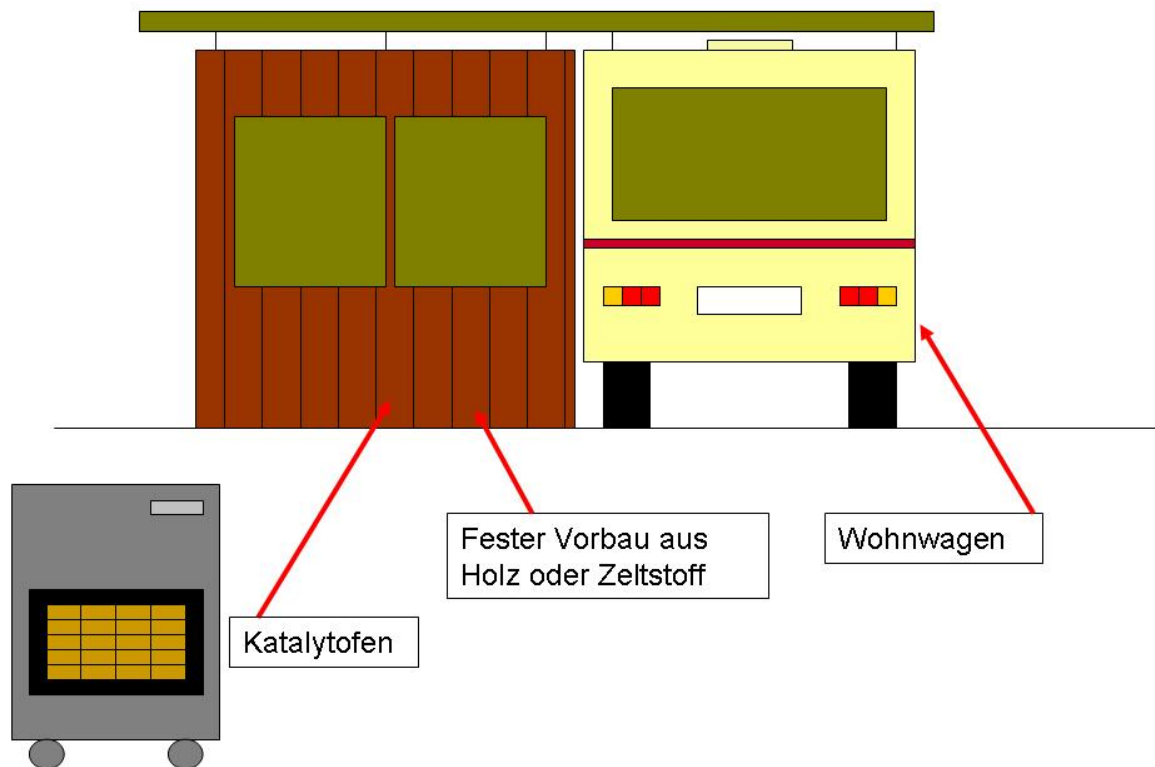 Fester Vorbau aus
Holz oder Zeltstoff
Wohnwagen
Katalytofen